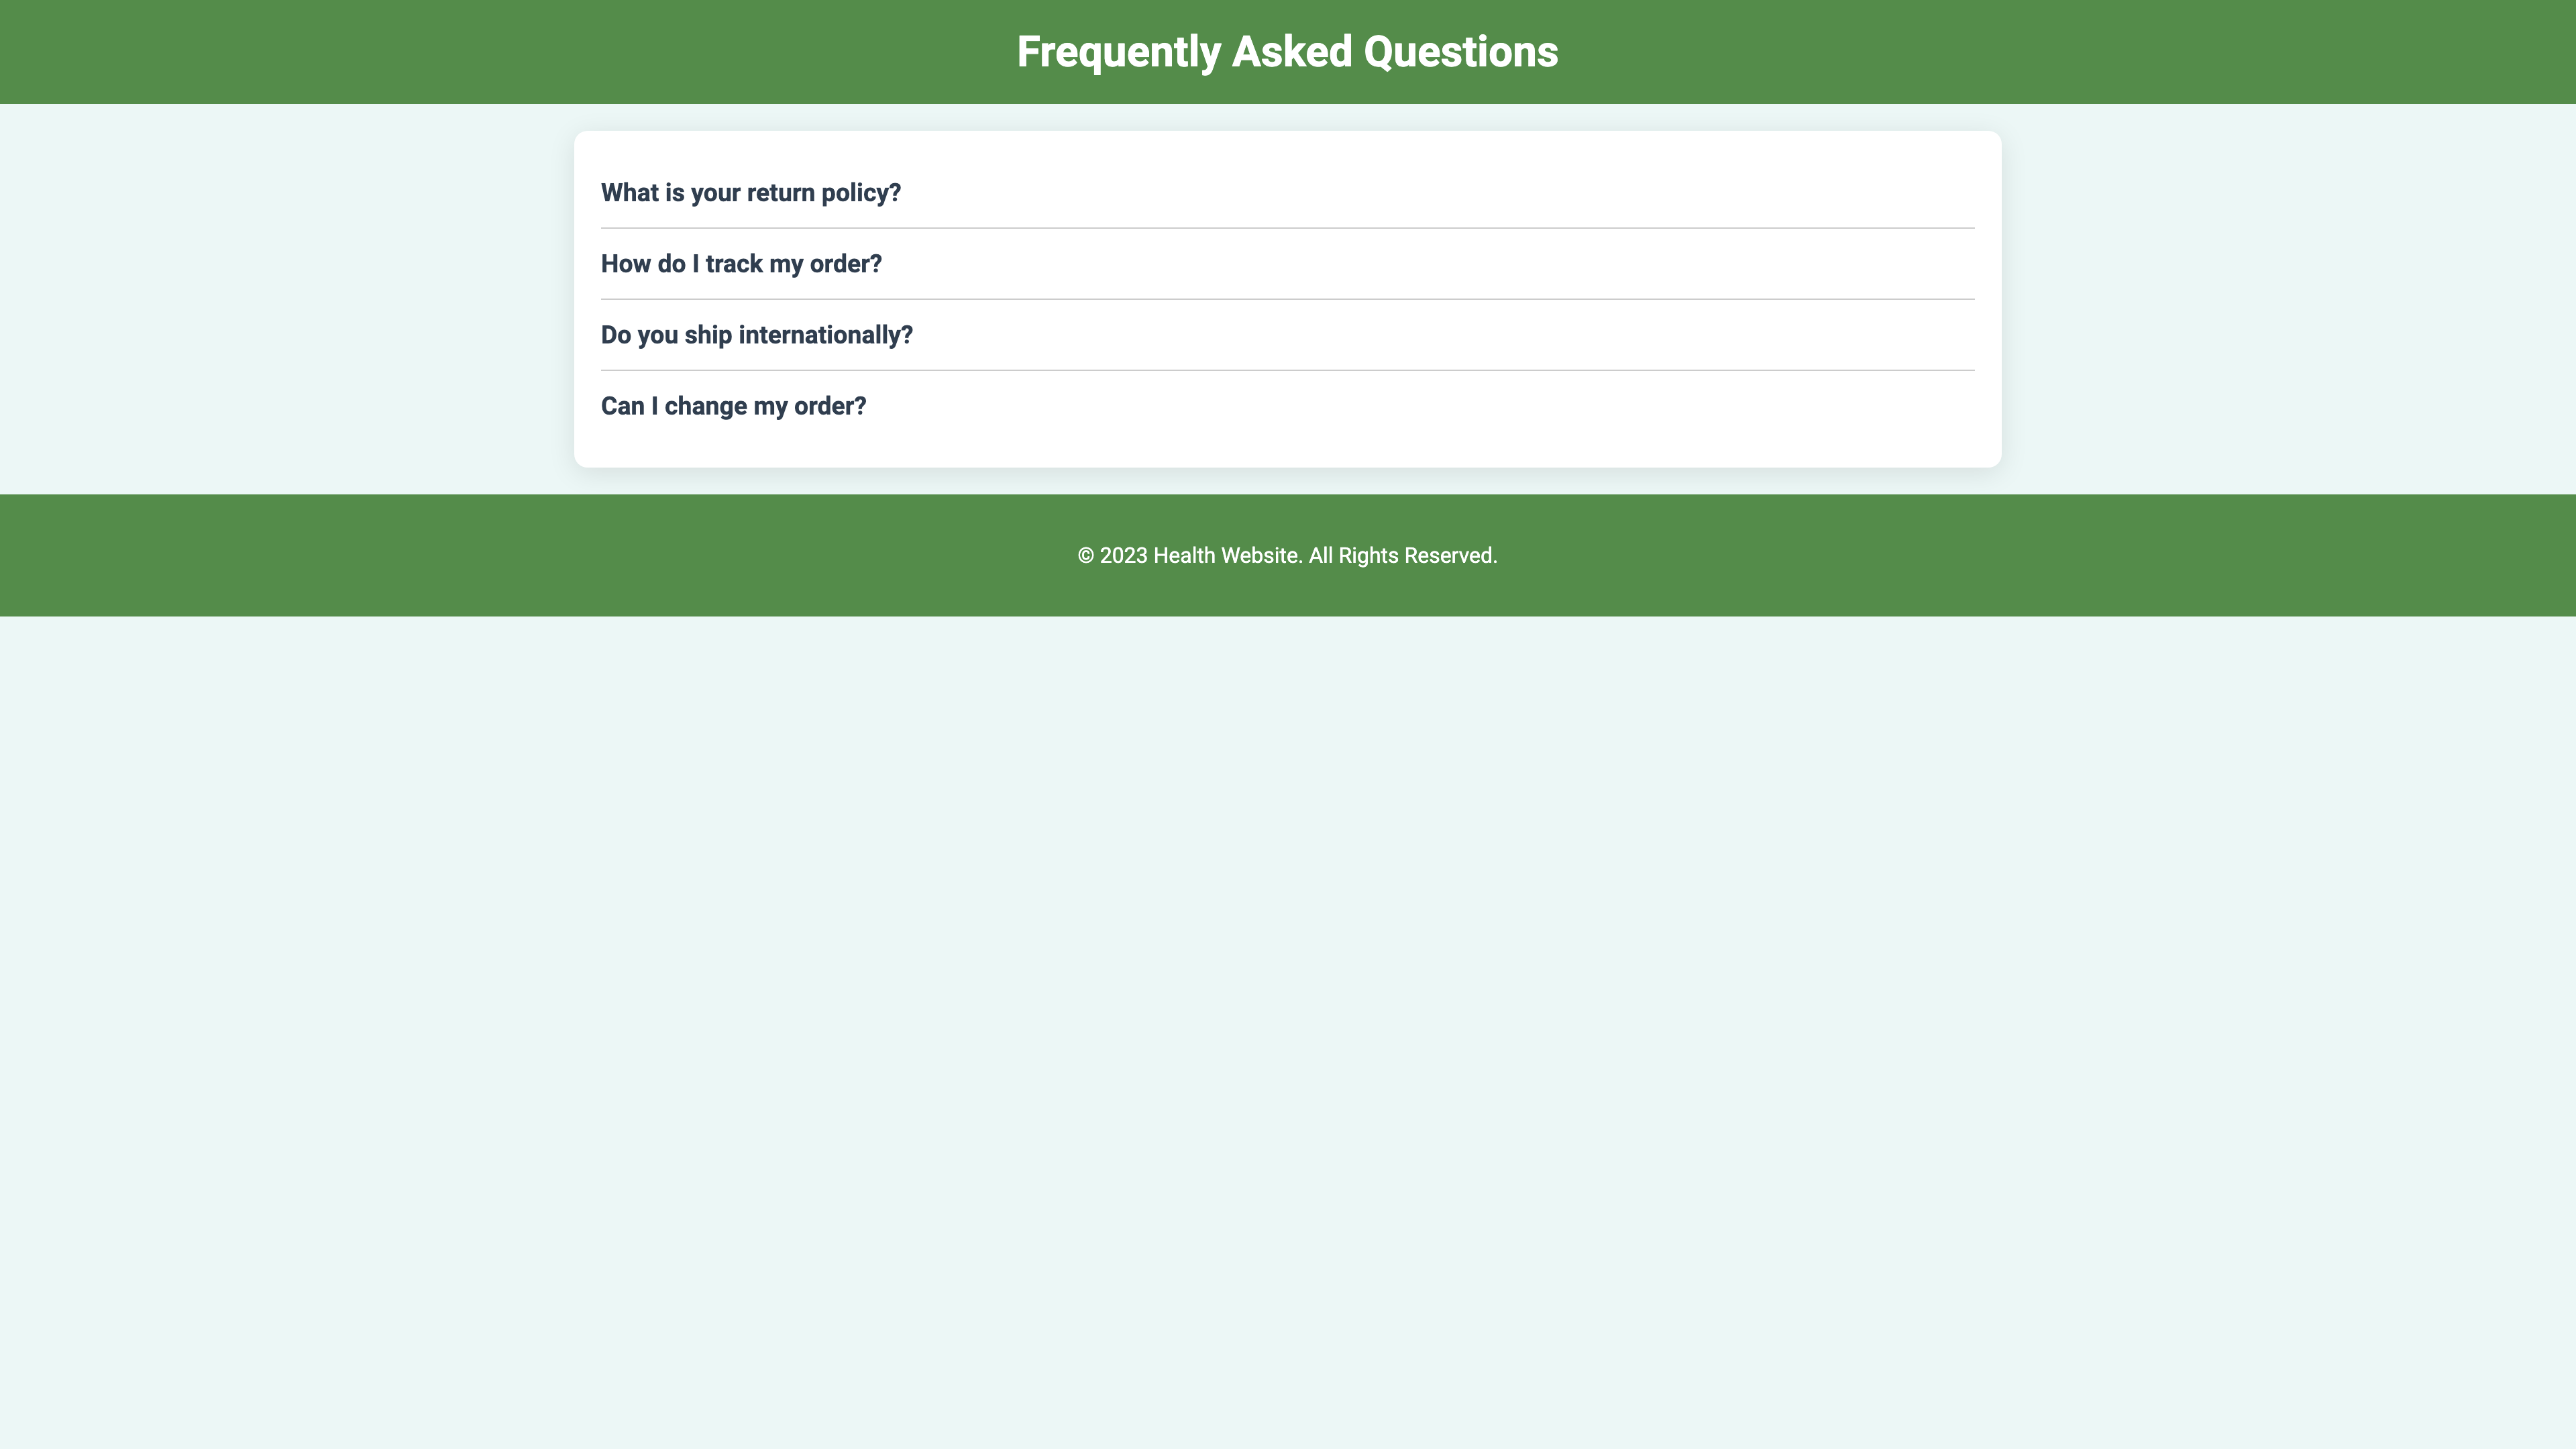 Frequently Asked Questions
What is your return policy?
How do I track my order?
Do you ship internationally?
Can I change my order?
© 2023 Health Website. All Rights Reserved.